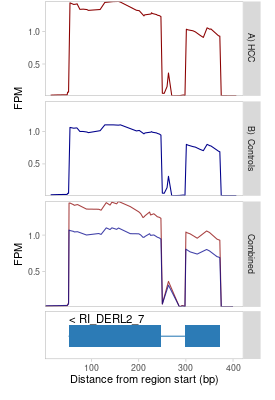 1.0
0.5
A) HCC
FPM
1.0
0.5
B): Controls
1.0
0.5
Combined
FPM
< RI_DERL2_7
100 200 300 400
Distance from region start (bp)